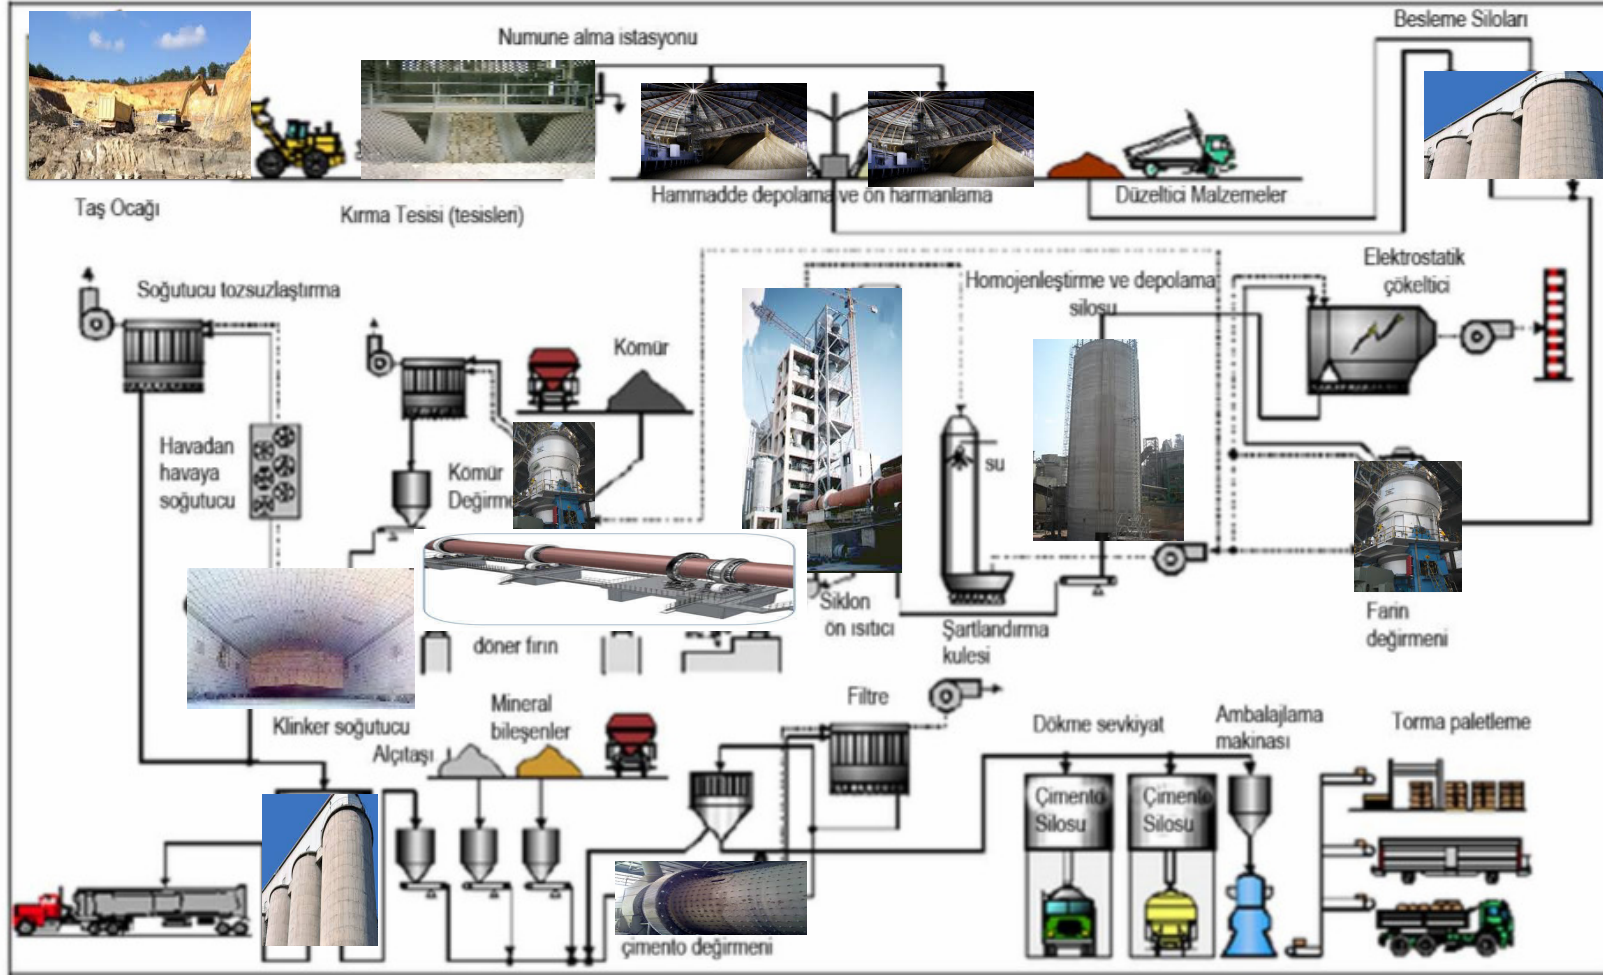 Besleme Siloları
Numune alma istasyonu
Taş Ocağı
Kırma Tesisi (tesisleri)
Hammadde depolama ve ön harmanlama
Düzeltici Malzemeler
Soğutucu tozsuzlaştırma
Kömür
Homojenleştirme ve depolama
silosu
Elektrostatik
çökeltici
Havadan
havaya
soğutucu
Kömür
Değirme
su
Siklon
ön ısıtıcı
Şartlandırma
kulesi
Farin
değirmeni
döner fırın
Klinker soğutucu
Alçıtaşı
Mineral
bileşenler
Filtre
Dökme sevkiyat
Ambalajlama
makinası
Torma paletleme
Çimento
Silosu
Çimento
Silosu
çimento değirmeni